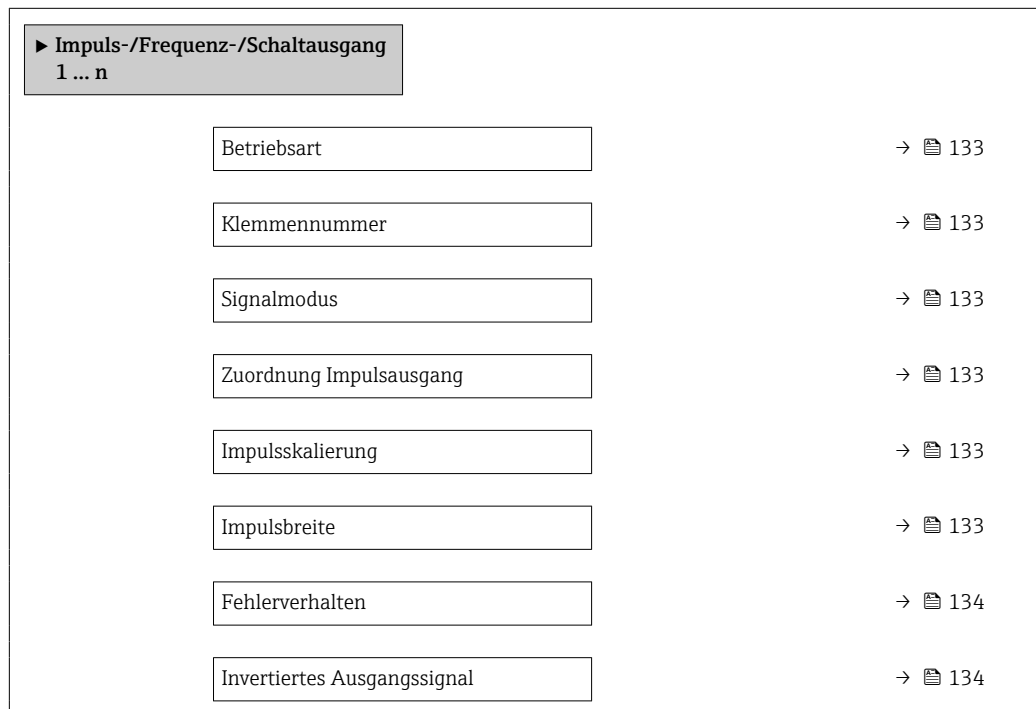 ▶ Impuls-/Frequenz-/Schaltausgang
1 ... n
Betriebsart → 133
Klemmennummer → 133
Signalmodus → 133
Zuordnung Impulsausgang → 133
Impulsskalierung → 133
Impulsbreite → 133
Fehlerverhalten → 134
Invertiertes Ausgangssignal → 134